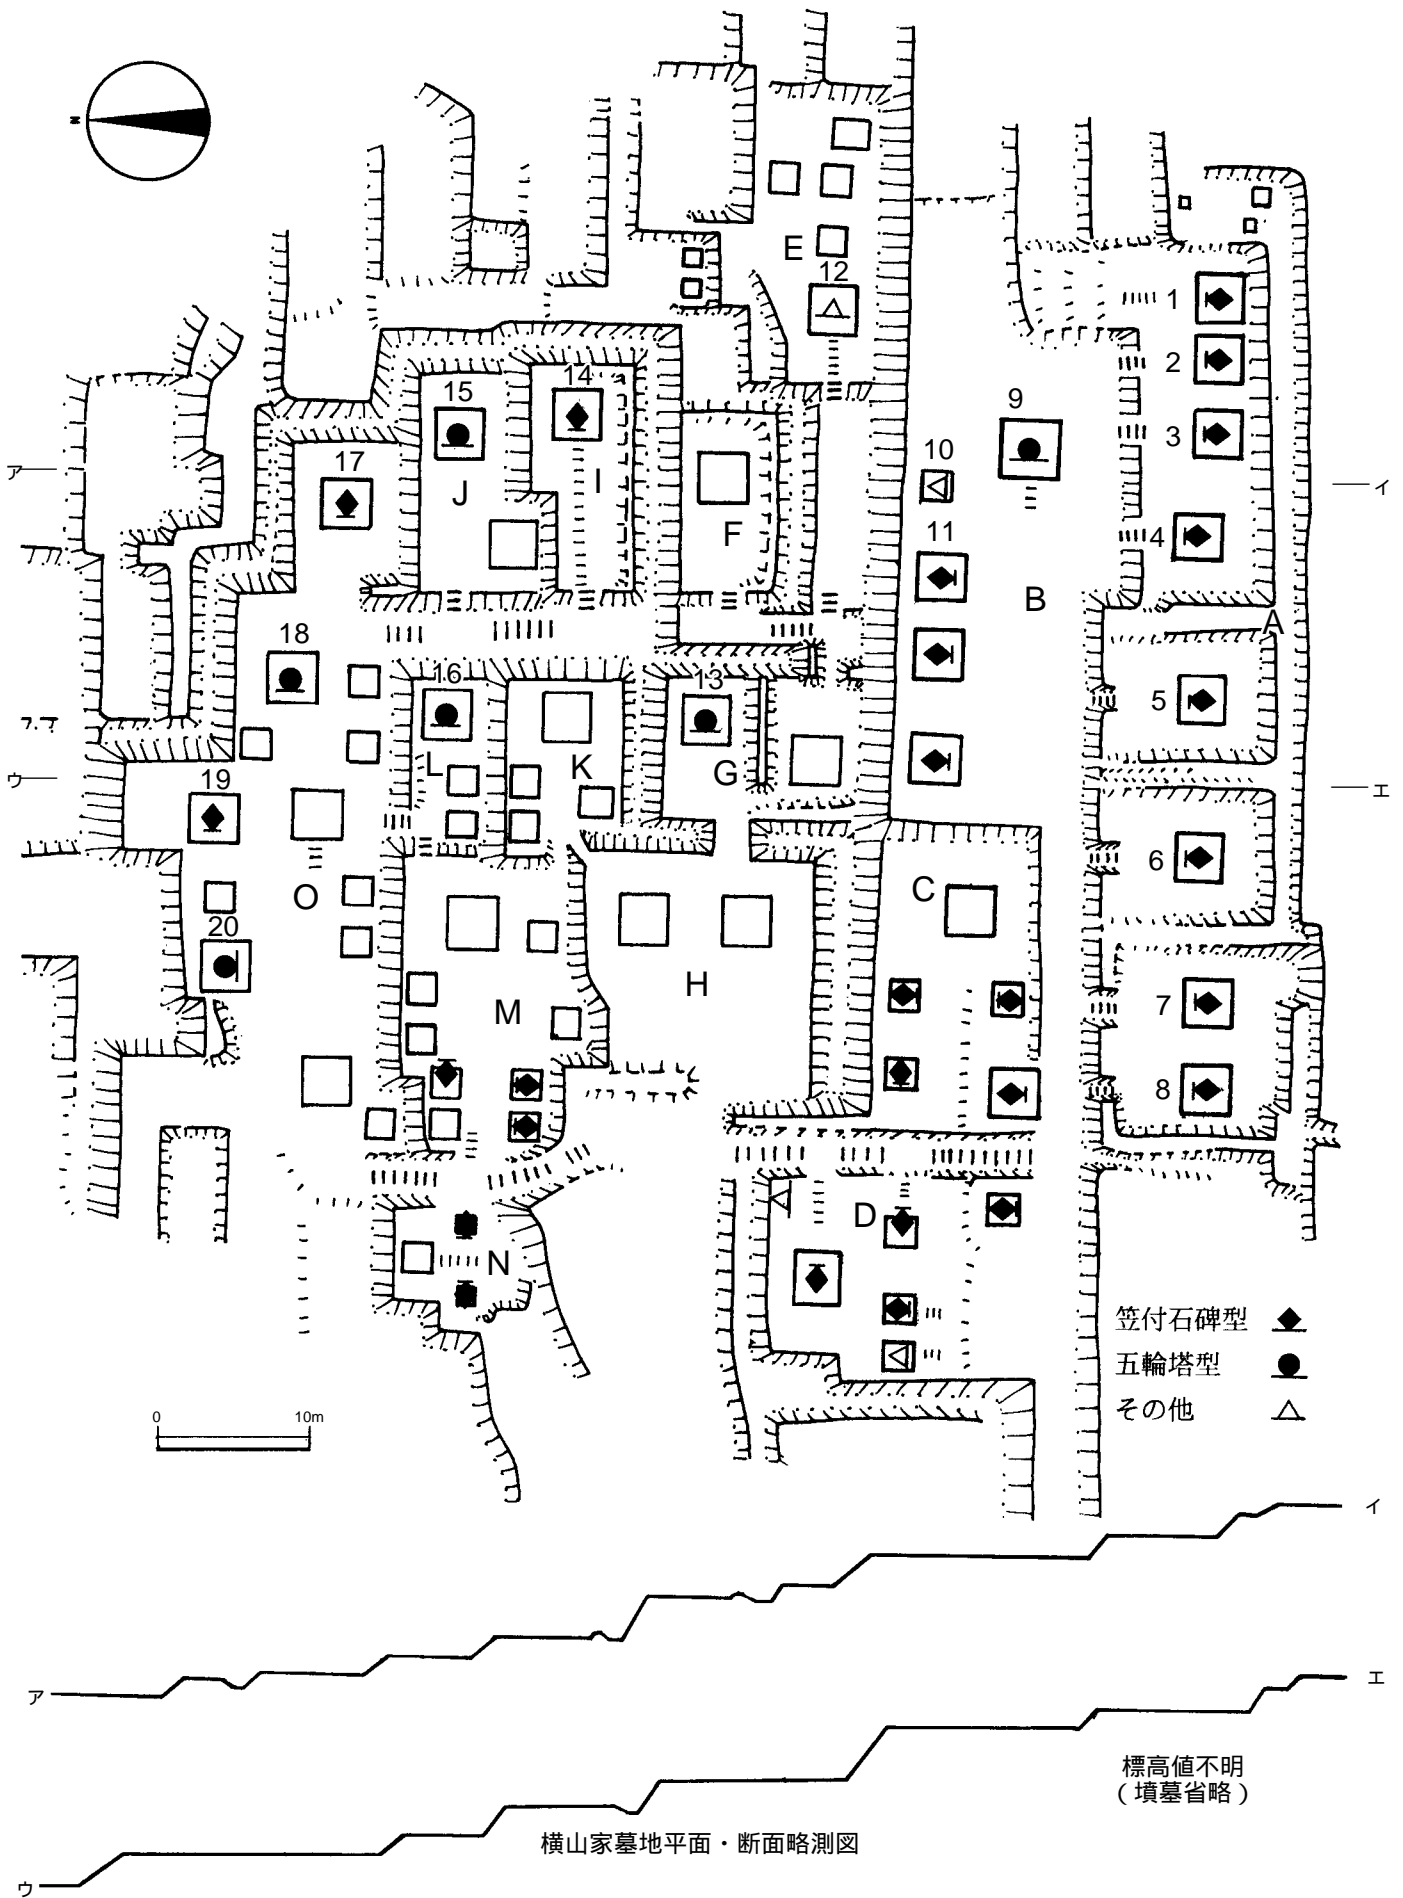 N
E
12
1
2
3
9
14
15
10
17
ア
イ
J
I
F
11
4
B
A
18
16
13
5
L
K
G
ウ
エ
19
6
O
C
20
H
M
7
8
D
N
笠付石碑型
五輪塔型
その他
0 10m
イ
ア
エ
標高値不明
(墳墓省略)
横山家墓地平面・断面略測図
ウ